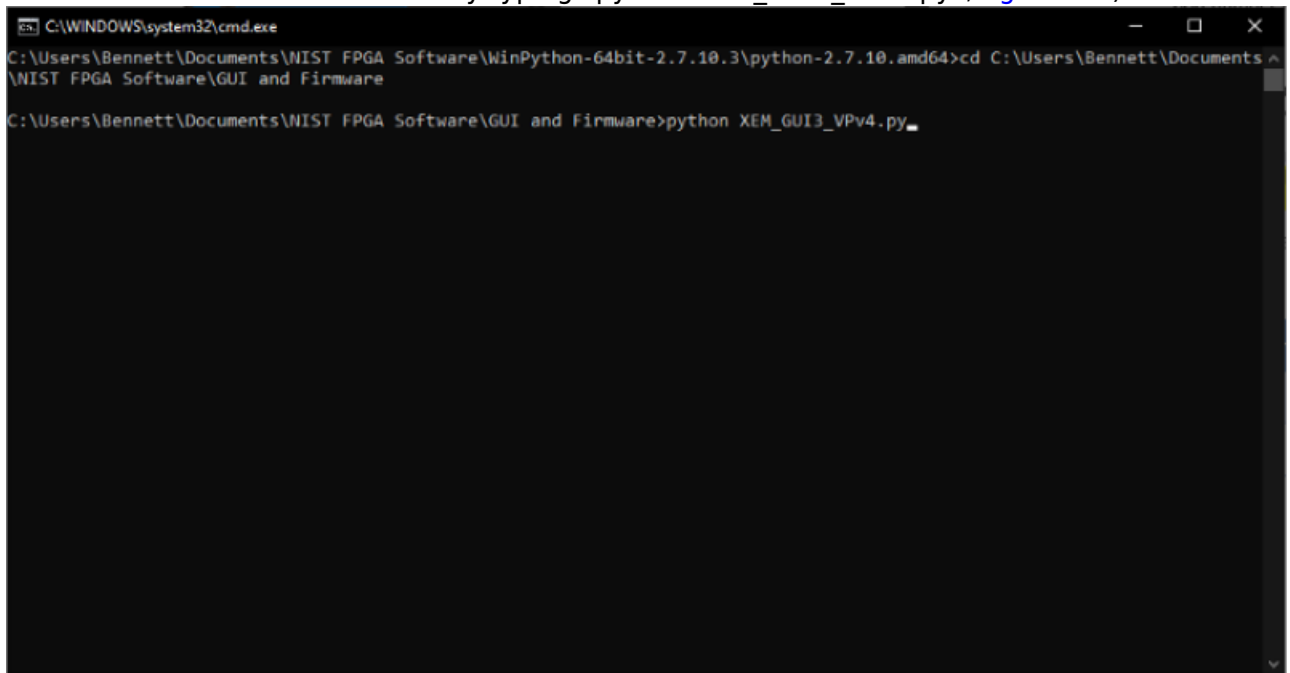 C:\WINDOWS\system32\cmd.exe
C:\Users\Bennett\Documents\NIST FPGA Software\WinPython-64bit-2.7.10.3\python-2.7.10.amd64>cd C:\Users\Bennett\Documents
\NIST FPGA Software\GUI and Firmware
C:\Users\Bennett\Documents\NIST FPGA Software\GUI and Firmware>python XEM_GUI3_VPv4.py